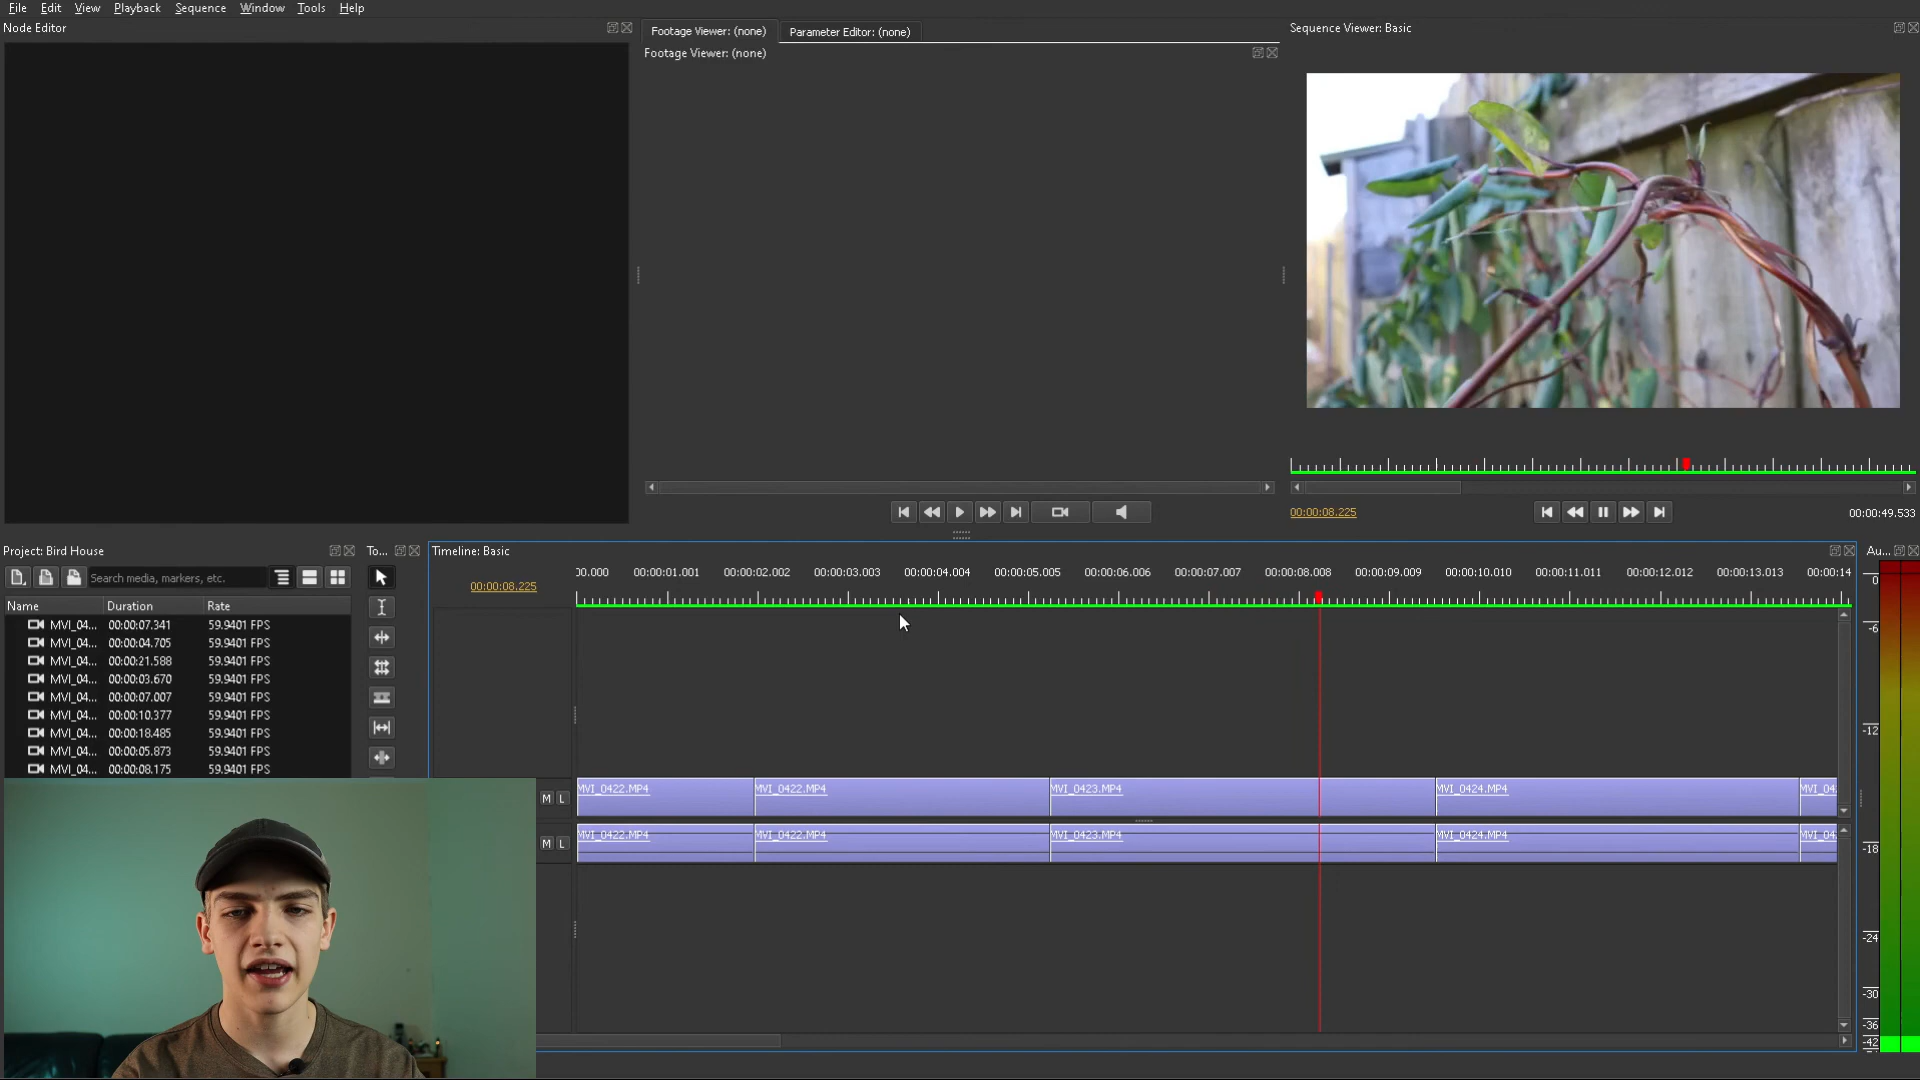 File Edit View Playback Sequence Window Tools Help
Node Editor
Footage Viewer: (none)
Parameter Editor: (none)
Footage Viewer: (none)
Sequence Viewer: Basic
00:00:08.225
00:00:49.533
Project: Bird House
To...
Timeline: Basic
Au...
Search media, markers, etc.
00:00:08.225
00.000 00:00:01.001 00:00:02.002 00:00:03.003 00:00:04.004 00:00:05.005 00:00:06.006 00:00:07.007 00:00:08.008 00:00:09.009 00:00:10.010 00:00:11.011 00:00:12.012 00:00:13.013 00:00:14
Name Duration Rate
MVI_04... 00:00:07.341 59.9401 FPS
MVI_04... 00:00:04.705 59.9401 FPS
MVI_04... 00:00:21.588 59.9401 FPS
MVI_04... 00:00:03.670 59.9401 FPS
MVI_04... 00:00:07.007 59.9401 FPS
MVI_04... 00:00:10.377 59.9401 FPS
MVI_04... 00:00:18.485 59.9401 FPS
MVI_04... 00:00:05.873 59.9401 FPS
MVI_04... 00:00:08.175 59.9401 FPS
M L MVI_0422.MP4 MVI_0422.MP4 MVI_0423.MP4 MVI_0424.MP4 MVI_04
M L MVI_0422.MP4 MVI_0422.MP4 MVI_0423.MP4 MVI_0424.MP4 MVI_04
0
-6
-12
-18
-24
-30
-36
-42